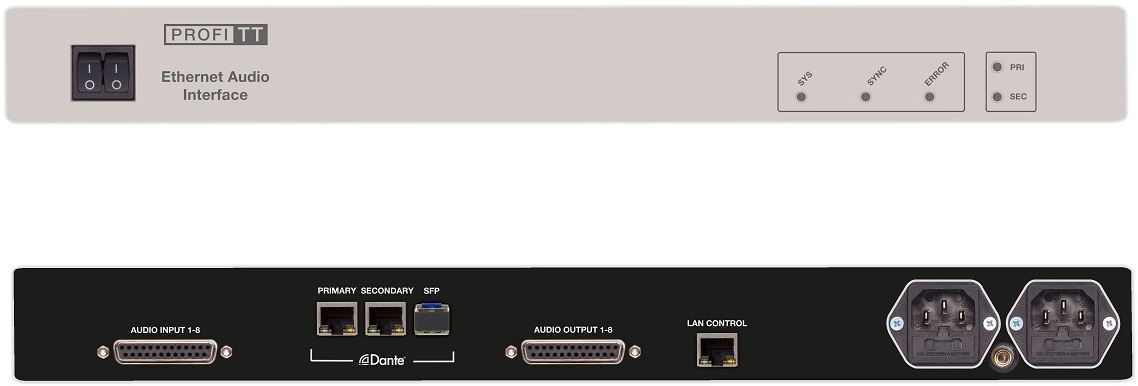 PROFI TT
Ethernet Audio
Interface
SYS
SYNC
ERROR
PRI
SEC
PRIMARY SECONDARY SFP
AUDIO INPUT 1-8
Dante
AUDIO OUTPUT 1-8
LAN CONTROL